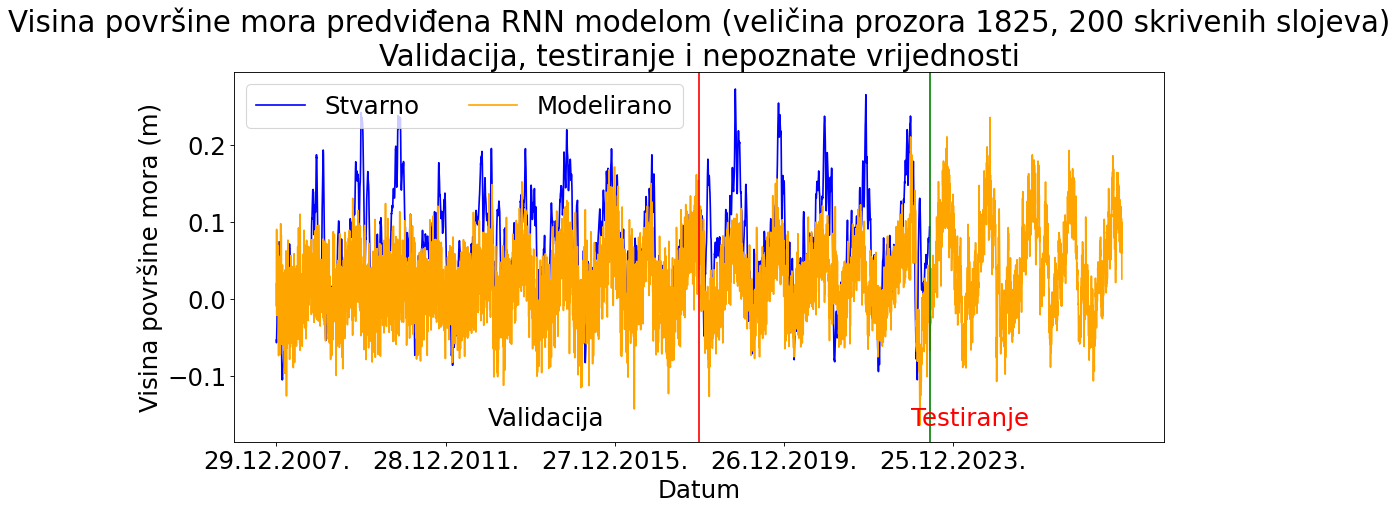 Visina površine mora predviđena RNN modelom (veličina prozora 1825, 200 skrivenih slojeva)
Validacija, testiranje i nepoznate vrijednosti
Stvarno Modelirano
Visina površine mora (m)
0.2
0.1
0.0
−0.1
Validacija Testiranje
29.12.2007. 28.12.2011. 27.12.2015. 26.12.2019. 25.12.2023.
Datum